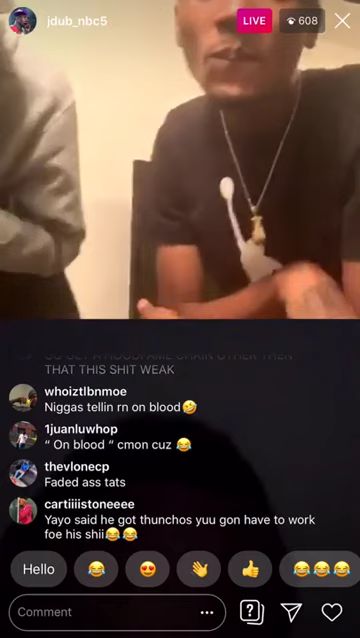 jdub_nbc5
LIVE
608
THAT THIS SHIT WEAK
whoiztlbnmoe
Niggas tellin rn on blood🤣
1juanluwhop
“ On blood “ cmon cuz 😂
thevlonecp
Faded ass tats
cartiiiistoneeee
Yayo said he got thunchos yuu gon have to work
foe his shii😂😂
Hello 😂 😍 👋 👍 😂😂😂
Comment